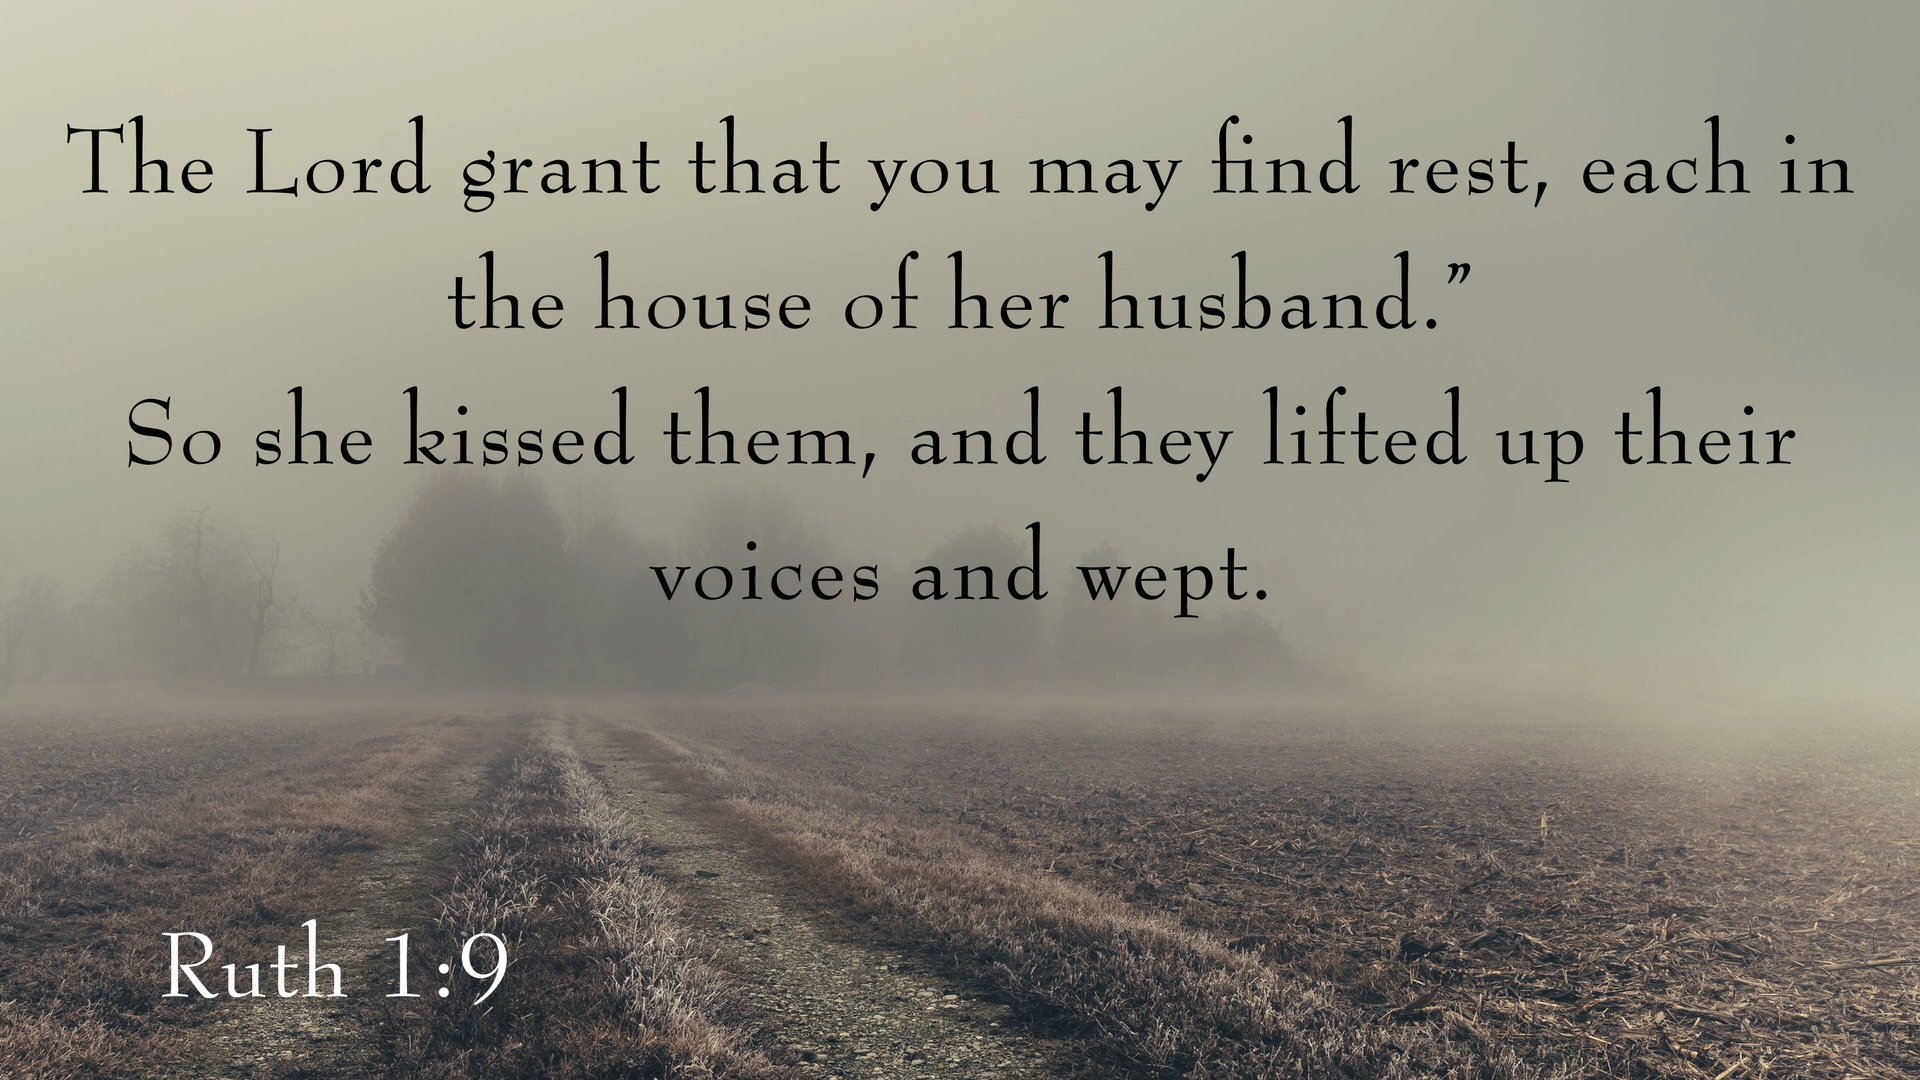 The Lord grant that you may find rest, each in
the house of her husband.”
So she kissed them, and they lifted up their
voices and wept.
Ruth 1:9